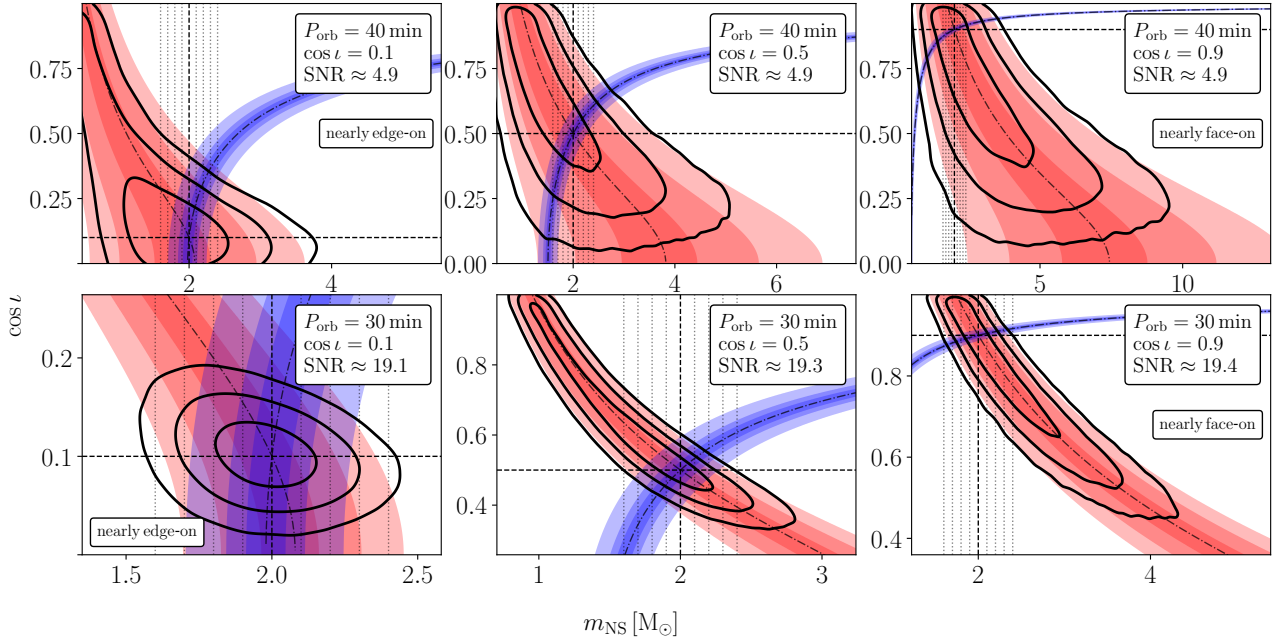 P_orb = 40 min
cos ι = 0.1
SNR ≈ 4.9
nearly edge-on
0.75
0.50
0.25
2
4
P_orb = 40 min
cos ι = 0.5
SNR ≈ 4.9
0.75
0.50
0.25
0.00
2
4
6
P_orb = 40 min
cos ι = 0.9
SNR ≈ 4.9
nearly face-on
0.75
0.50
0.25
0.00
5
10
cos ι
P_orb = 30 min
cos ι = 0.1
SNR ≈ 19.1
nearly edge-on
0.2
0.1
1.5
2.0
2.5
P_orb = 30 min
cos ι = 0.5
SNR ≈ 19.3
0.8
0.6
0.4
1
2
3
P_orb = 30 min
cos ι = 0.9
SNR ≈ 19.4
nearly face-on
0.8
0.6
0.4
2
4
m_NS [M_⊙]